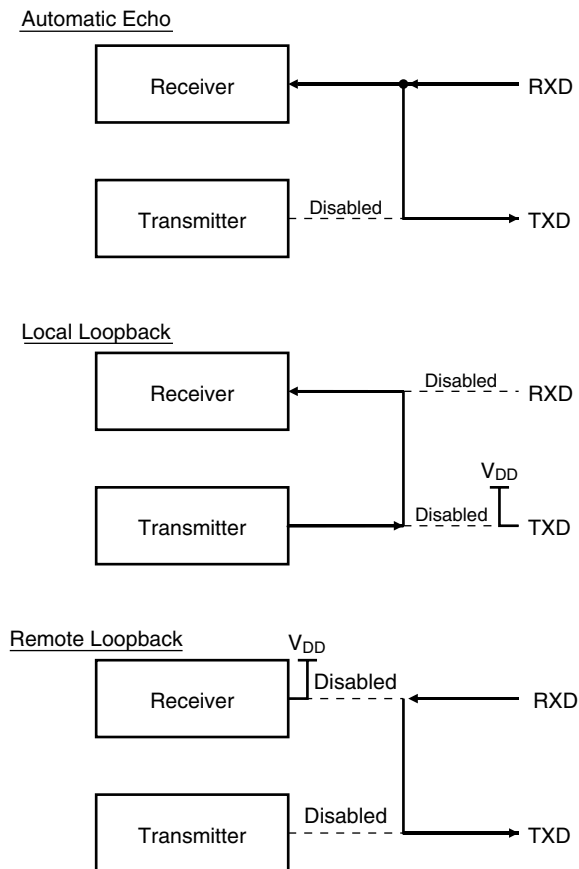 Automatic Echo
Receiver
RXD
Transmitter
Disabled
TXD
Local Loopback
Receiver
Disabled
RXD
VDD
Transmitter
Disabled
TXD
Remote Loopback
VDD
Receiver
Disabled
RXD
Transmitter
Disabled
TXD